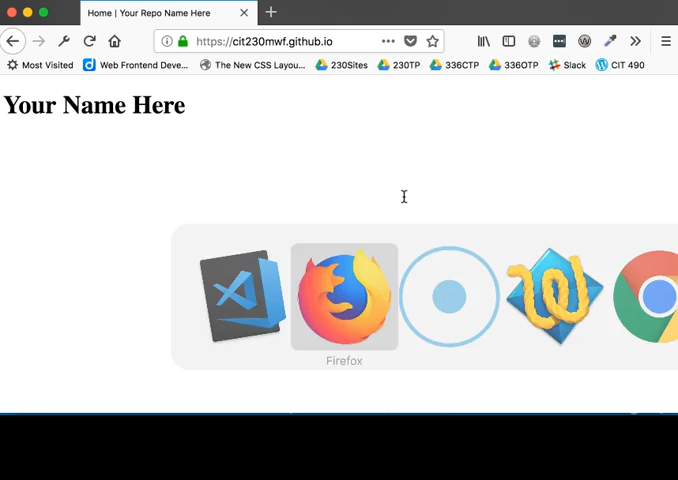 Home | Your Repo Name Here
https://cit230mwf.github.io
Most Visited Web Frontend Deve... The New CSS Layou... 230Sites 230TP 336CTP 336OTP Slack CIT 490
Your Name Here
Firefox